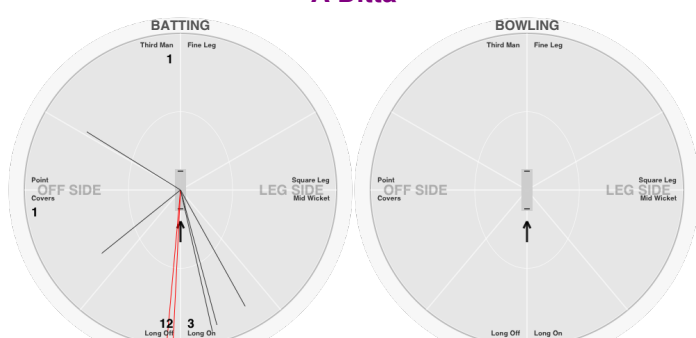 A Ditta
BATTING
Third Man Fine Leg
1
Point
OFF SIDE
Covers
1
Square Leg
LEG SIDE
Mid Wicket
12 3
Long Off Long On
BOWLING
Third Man Fine Leg
Point
OFF SIDE
Covers
Square Leg
LEG SIDE
Mid Wicket
Long Off Long On